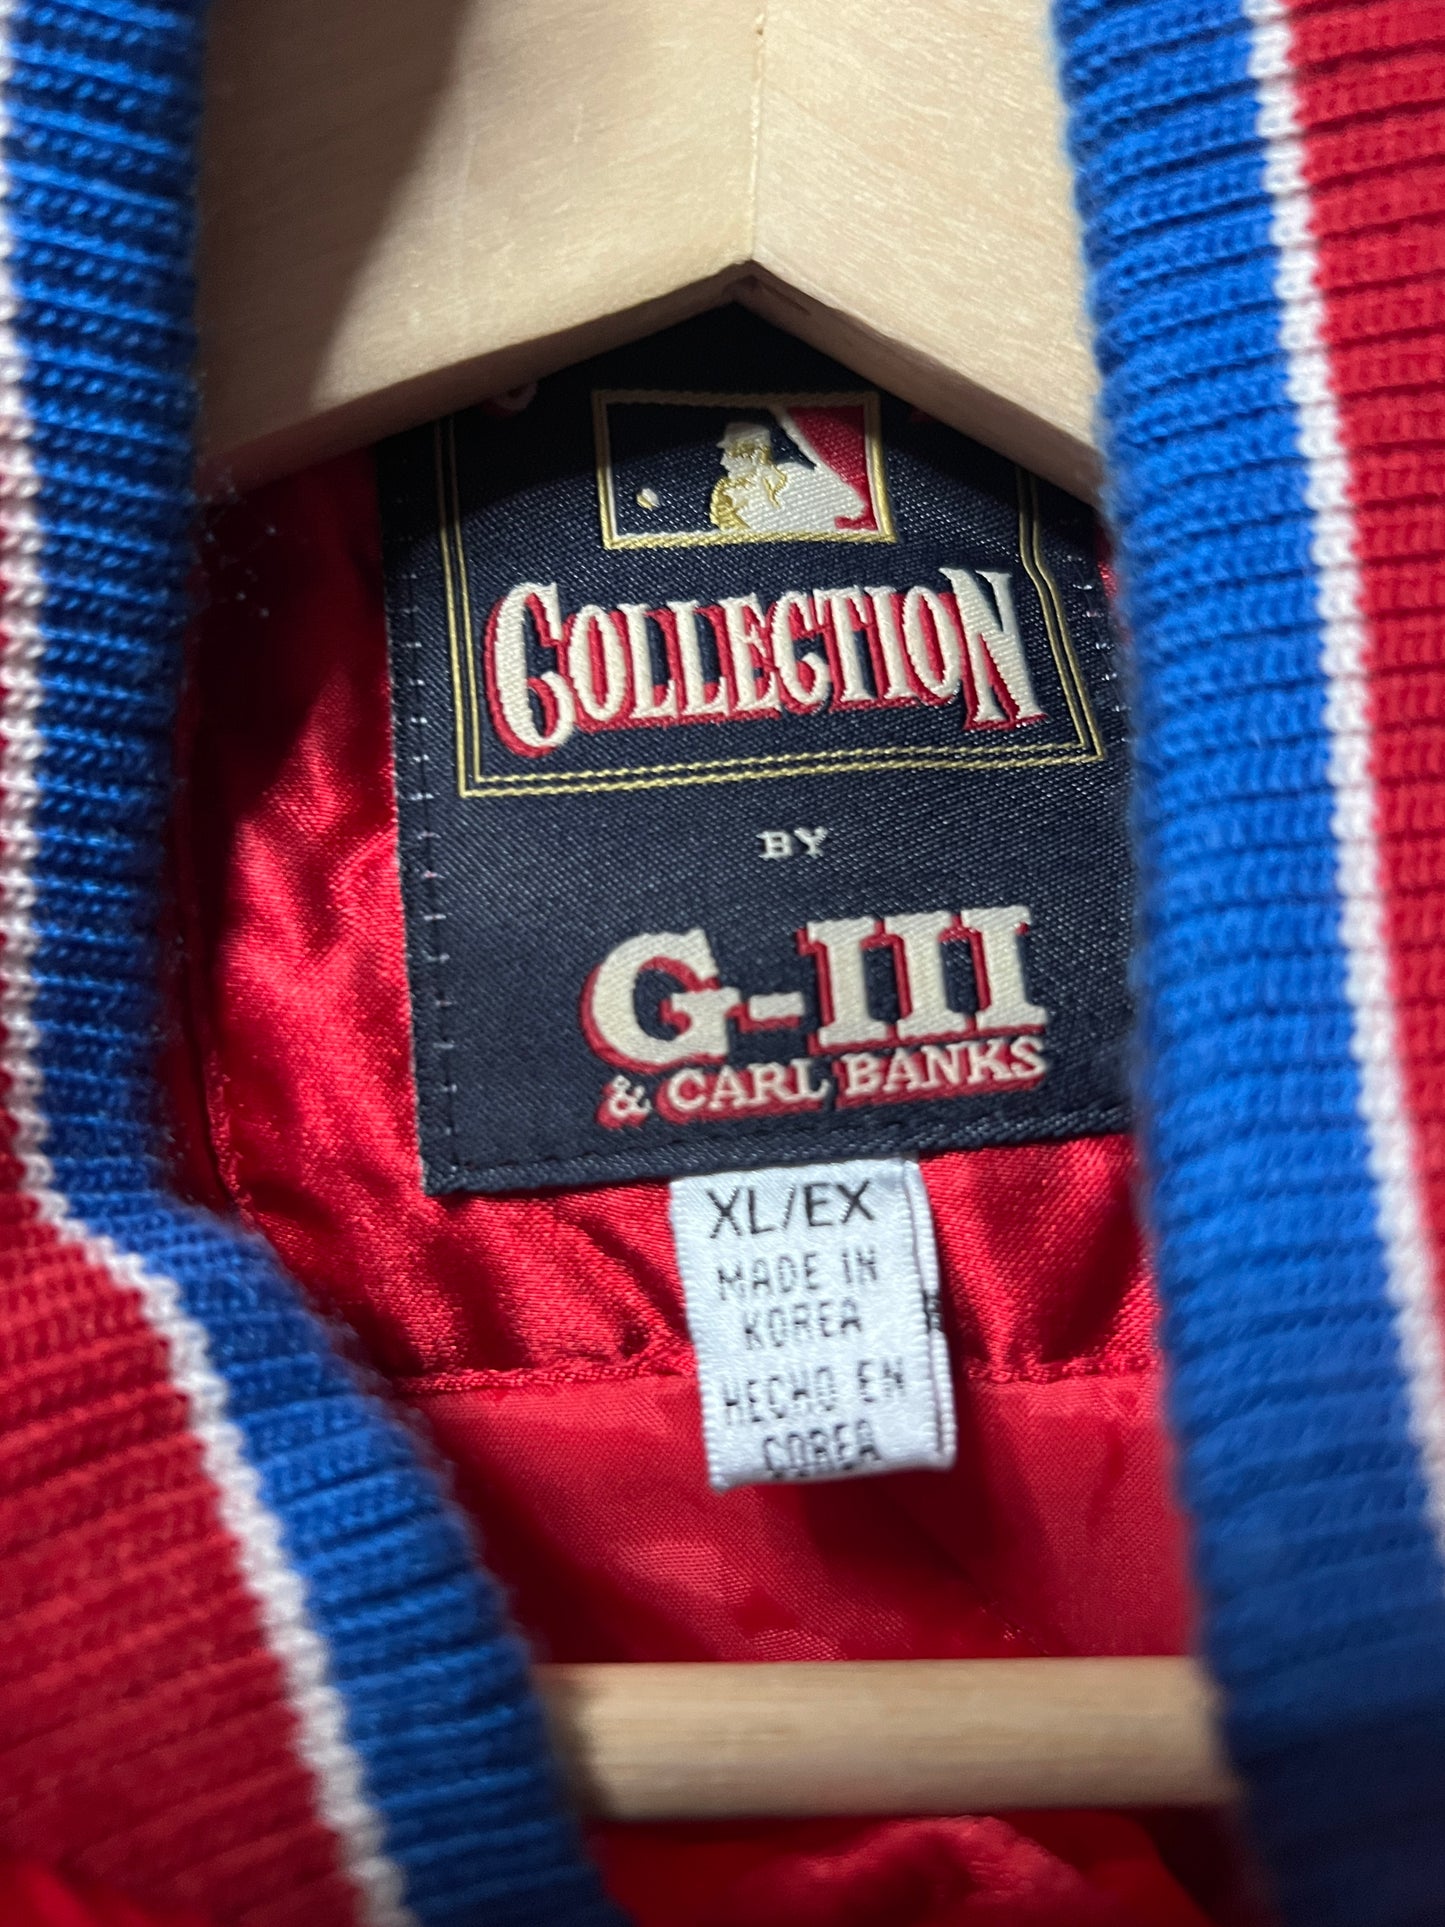 COLLECTION
BY
G-III
& CARL BANKS
XL/EX
MADE IN
KOREA
HECHO EN
COREA